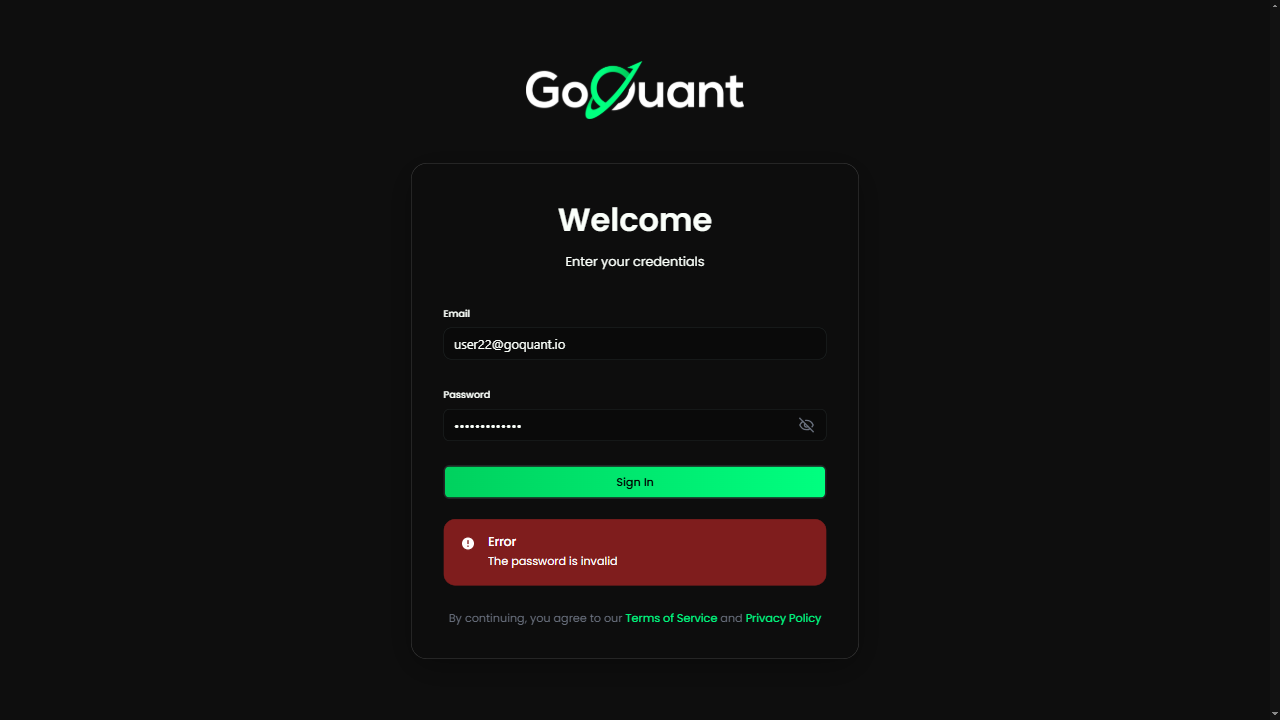 GoQuant
Welcome
Enter your credentials
Email
user22@goquant.io
Password
•••••••••••••
Sign In
Error
The password is invalid
By continuing, you agree to our Terms of Service and Privacy Policy